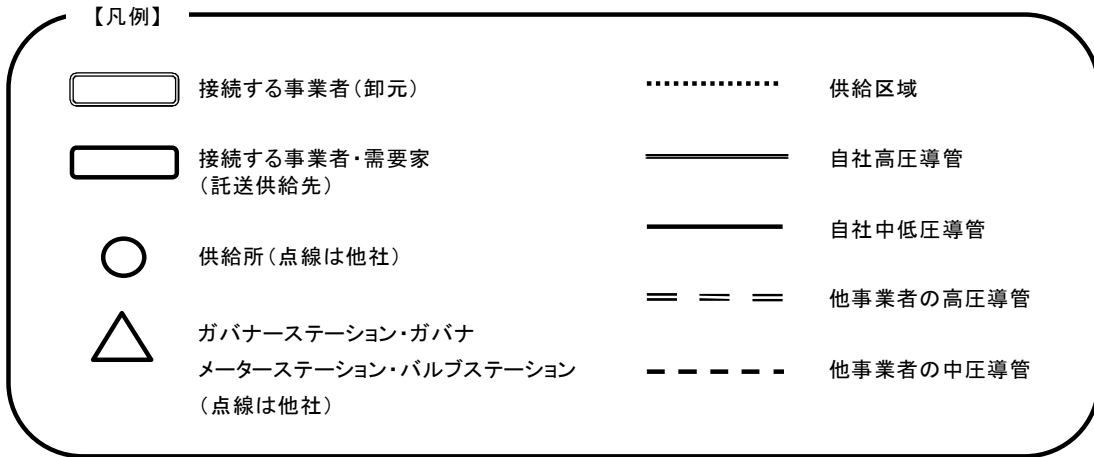 【凡例】
接続する事業者(卸元)
接続する事業者・需要家
(託送供給先)
供給所(点線は他社)
ガバナーステーション・ガバナ
メーターステーション・バルブステーション
(点線は他社)
供給区域
自社高圧導管
自社中低圧導管
他事業者の高圧導管
他事業者の中圧導管